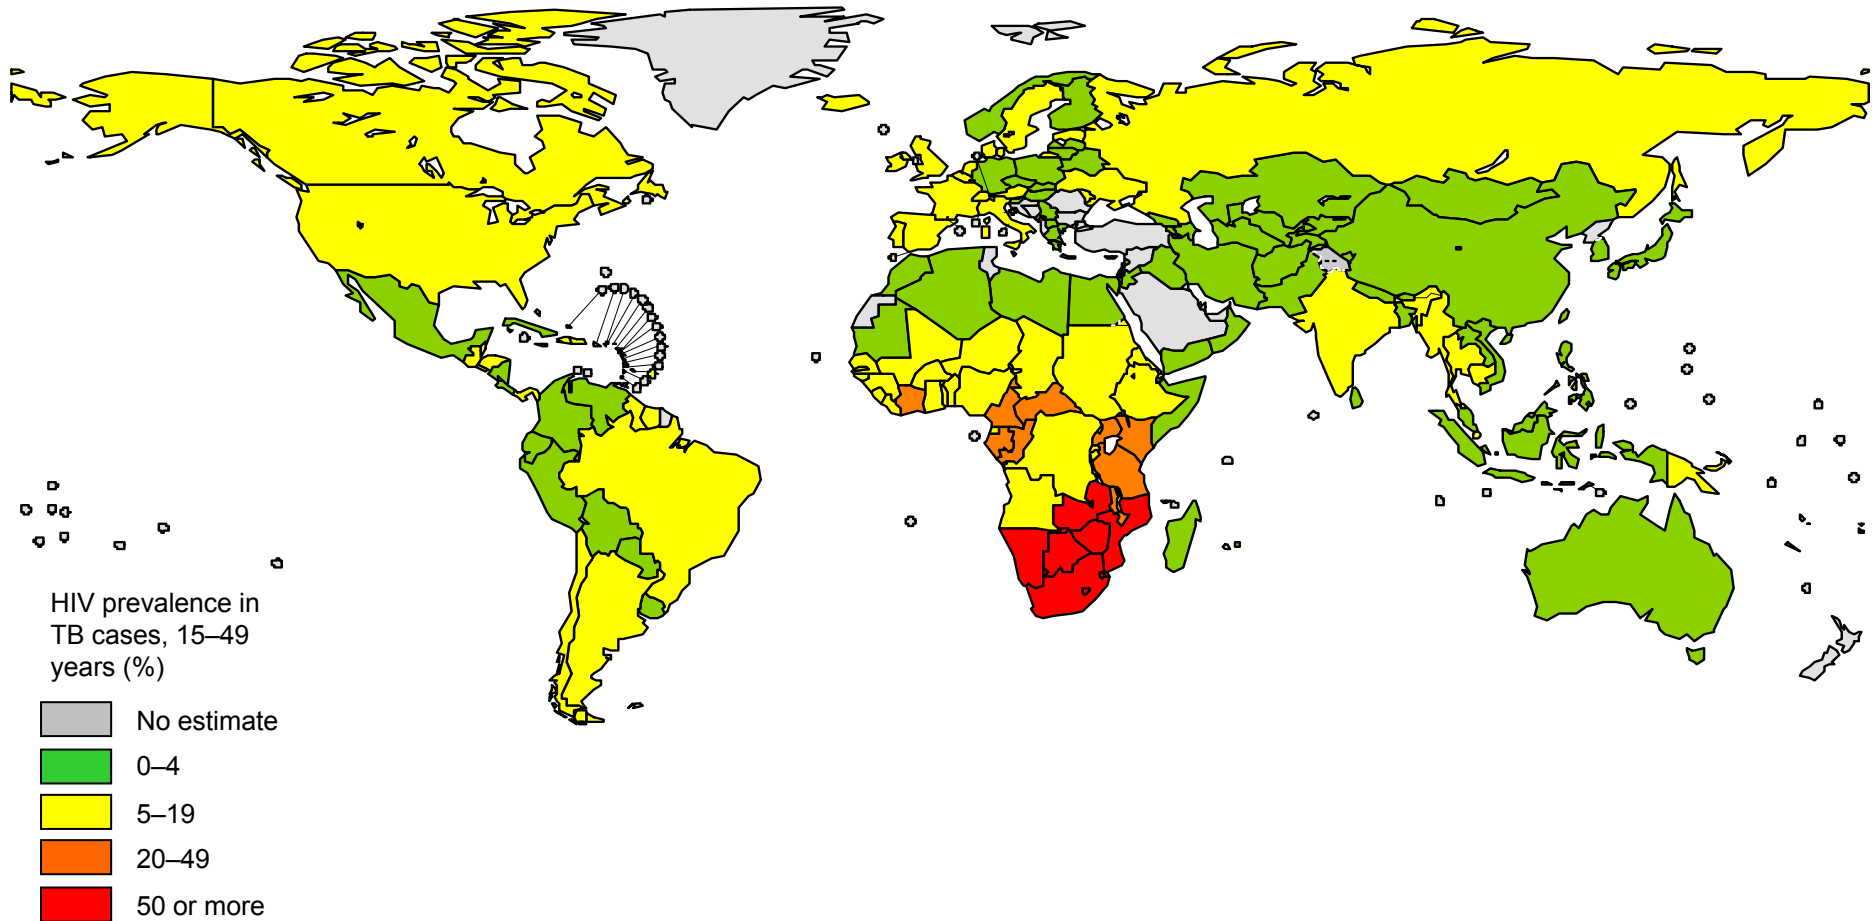 HIV prevalence in
TB cases, 15–49
years (%)
No estimate
0–4
5–19
20–49
50 or more